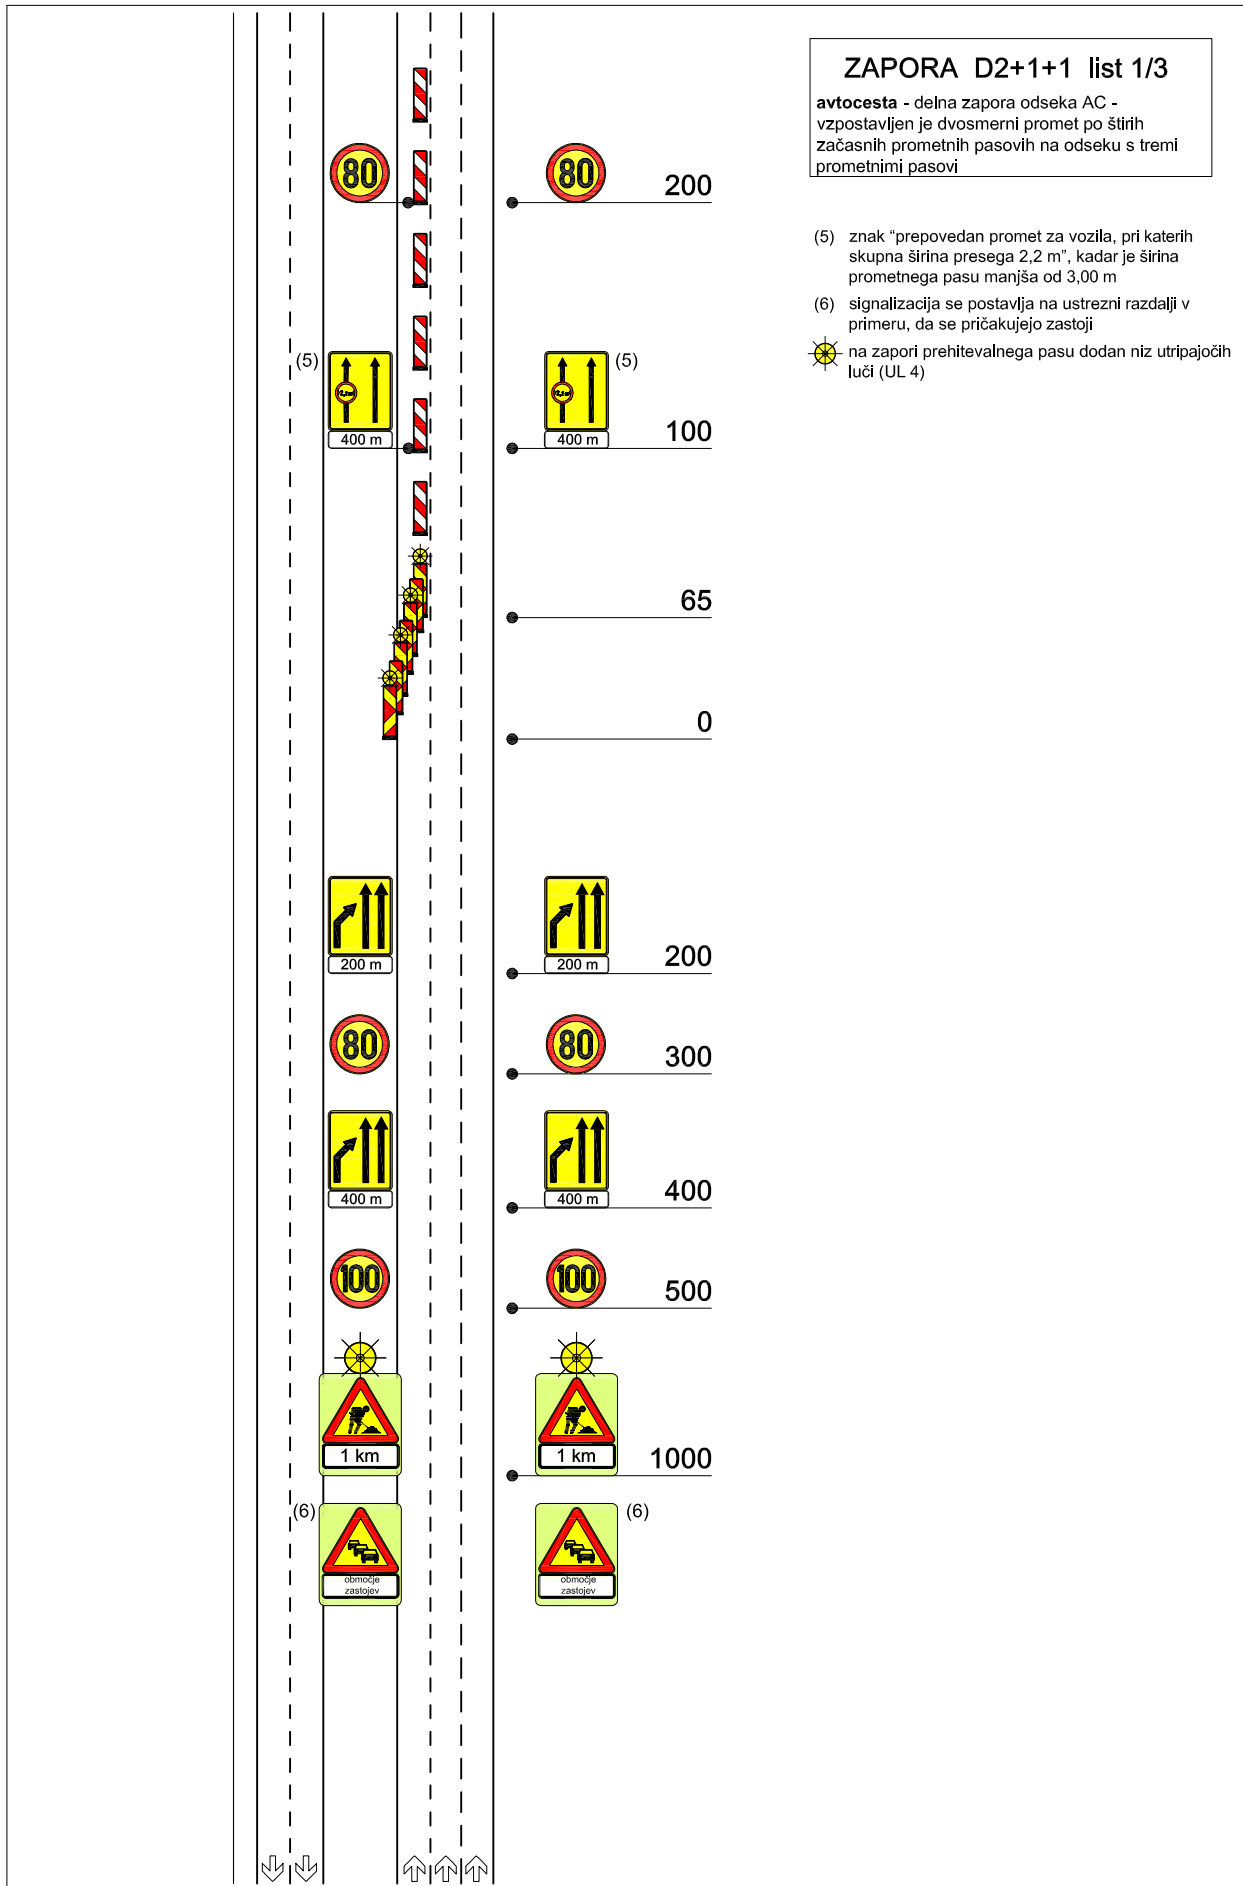 ZAPORA D2+1+1 list 1/3
avtocesta - delna zapora odseka AC -
vzpostavljen je dvosmerni promet po štirih
začasnih prometnih pasovih na odseku s tremi
prometnimi pasovi
(5) znak “prepovedan promet za vozila, pri katerih
skupna širina presega 2,2 m”, kadar je širina
prometnega pasu manjša od 3,00 m
(6) signalizacija se postavlja na ustrezni razdalji v
primeru, da se pričakujejo zastoji
na zapori prehitevalnega pasu dodan niz utripajočih
luči (UL 4)
80 80 200
(5) (5)
400 m 400 m 100
65
0
200 m 200 m 200
80 80 300
400 m 400 m 400
100 100 500
1 km 1 km 1000
(6) (6)
območje območje
zastojev zastojev